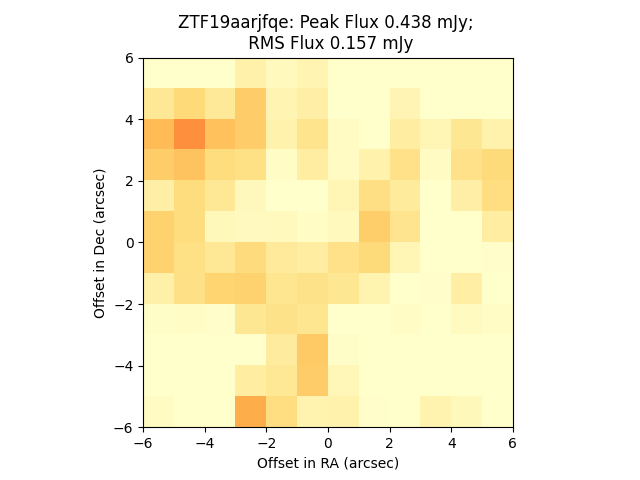 ZTF19aarjfqe: Peak Flux 0.438 mJy;
RMS Flux 0.157 mJy
6
4
2
0
−2
−4
−6
Offset in Dec (arcsec)
−6 −4 −2 0 2 4 6
Offset in RA (arcsec)